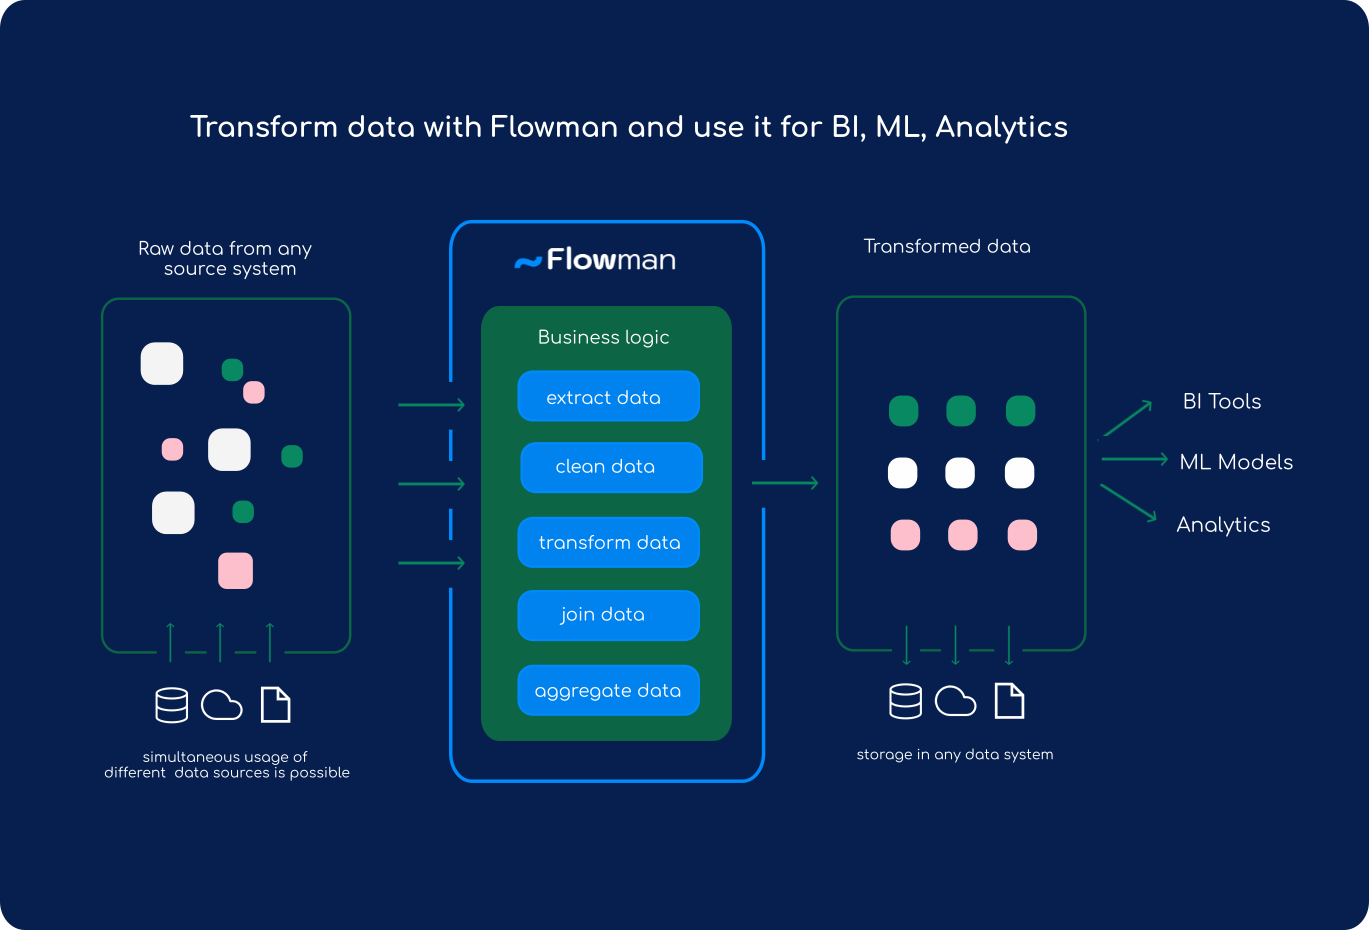 Transform data with Flowman and use it for BI, ML, Analytics
Raw data from any
source system
simultaneous usage of
different  data sources is possible
Flowman
Business logic
extract data
clean data
transform data
join data
aggregate data
Transformed data
storage in any data system
BI Tools
ML Models
Analytics